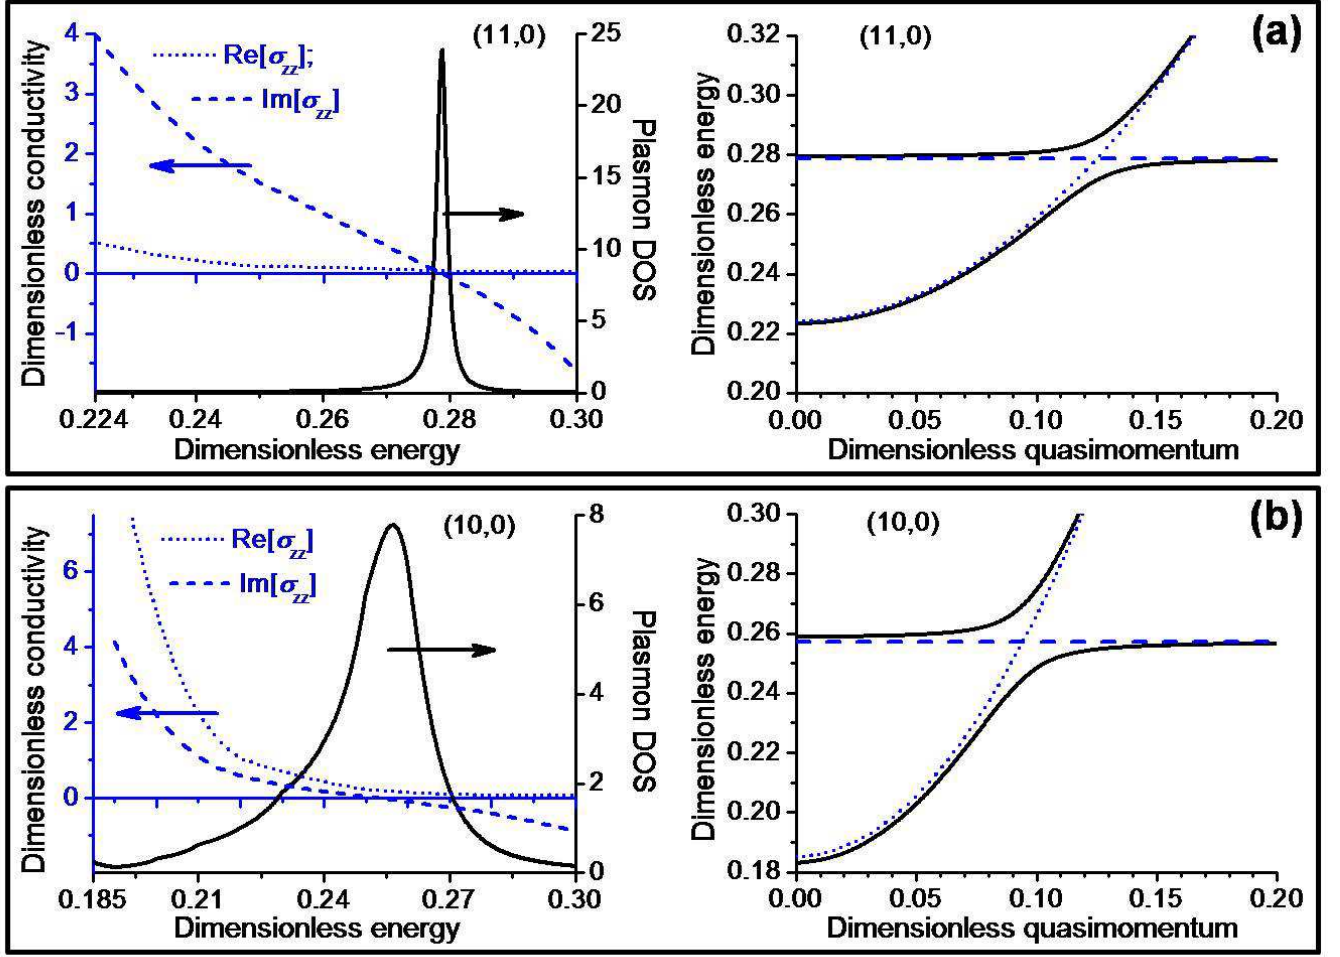 (a)
(11,0)
Re[σzz];
Im[σzz]
Dimensionless conductivity
4
3
2
1
0
-1
25
20
15
10
5
0
Plasmon DOS
0.224 0.24 0.26 0.28 0.30
Dimensionless energy
(11,0)
Dimensionless energy
0.32
0.30
0.28
0.26
0.24
0.22
0.20
0.00 0.05 0.10 0.15 0.20
Dimensionless quasimomentum
(b)
(10,0)
Re[σzz]
Im[σzz]
Dimensionless conductivity
6
4
2
0
8
6
4
2
0
Plasmon DOS
0.185 0.21 0.24 0.27 0.30
Dimensionless energy
(10,0)
Dimensionless energy
0.30
0.28
0.26
0.24
0.22
0.20
0.18
0.00 0.05 0.10 0.15 0.20
Dimensionless quasimomentum